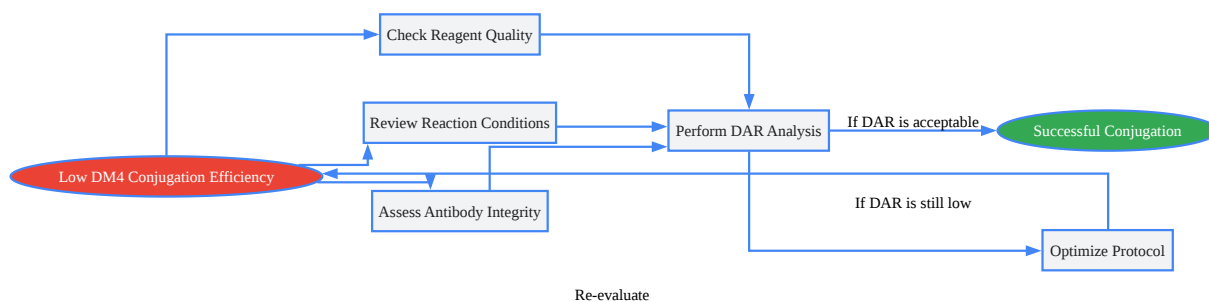 Check Reagent Quality
Review Reaction Conditions
Perform DAR Analysis
If DAR is acceptable
Successful Conjugation
Low DM4 Conjugation Efficiency
Assess Antibody Integrity
If DAR is still low
Optimize Protocol
Re-evaluate